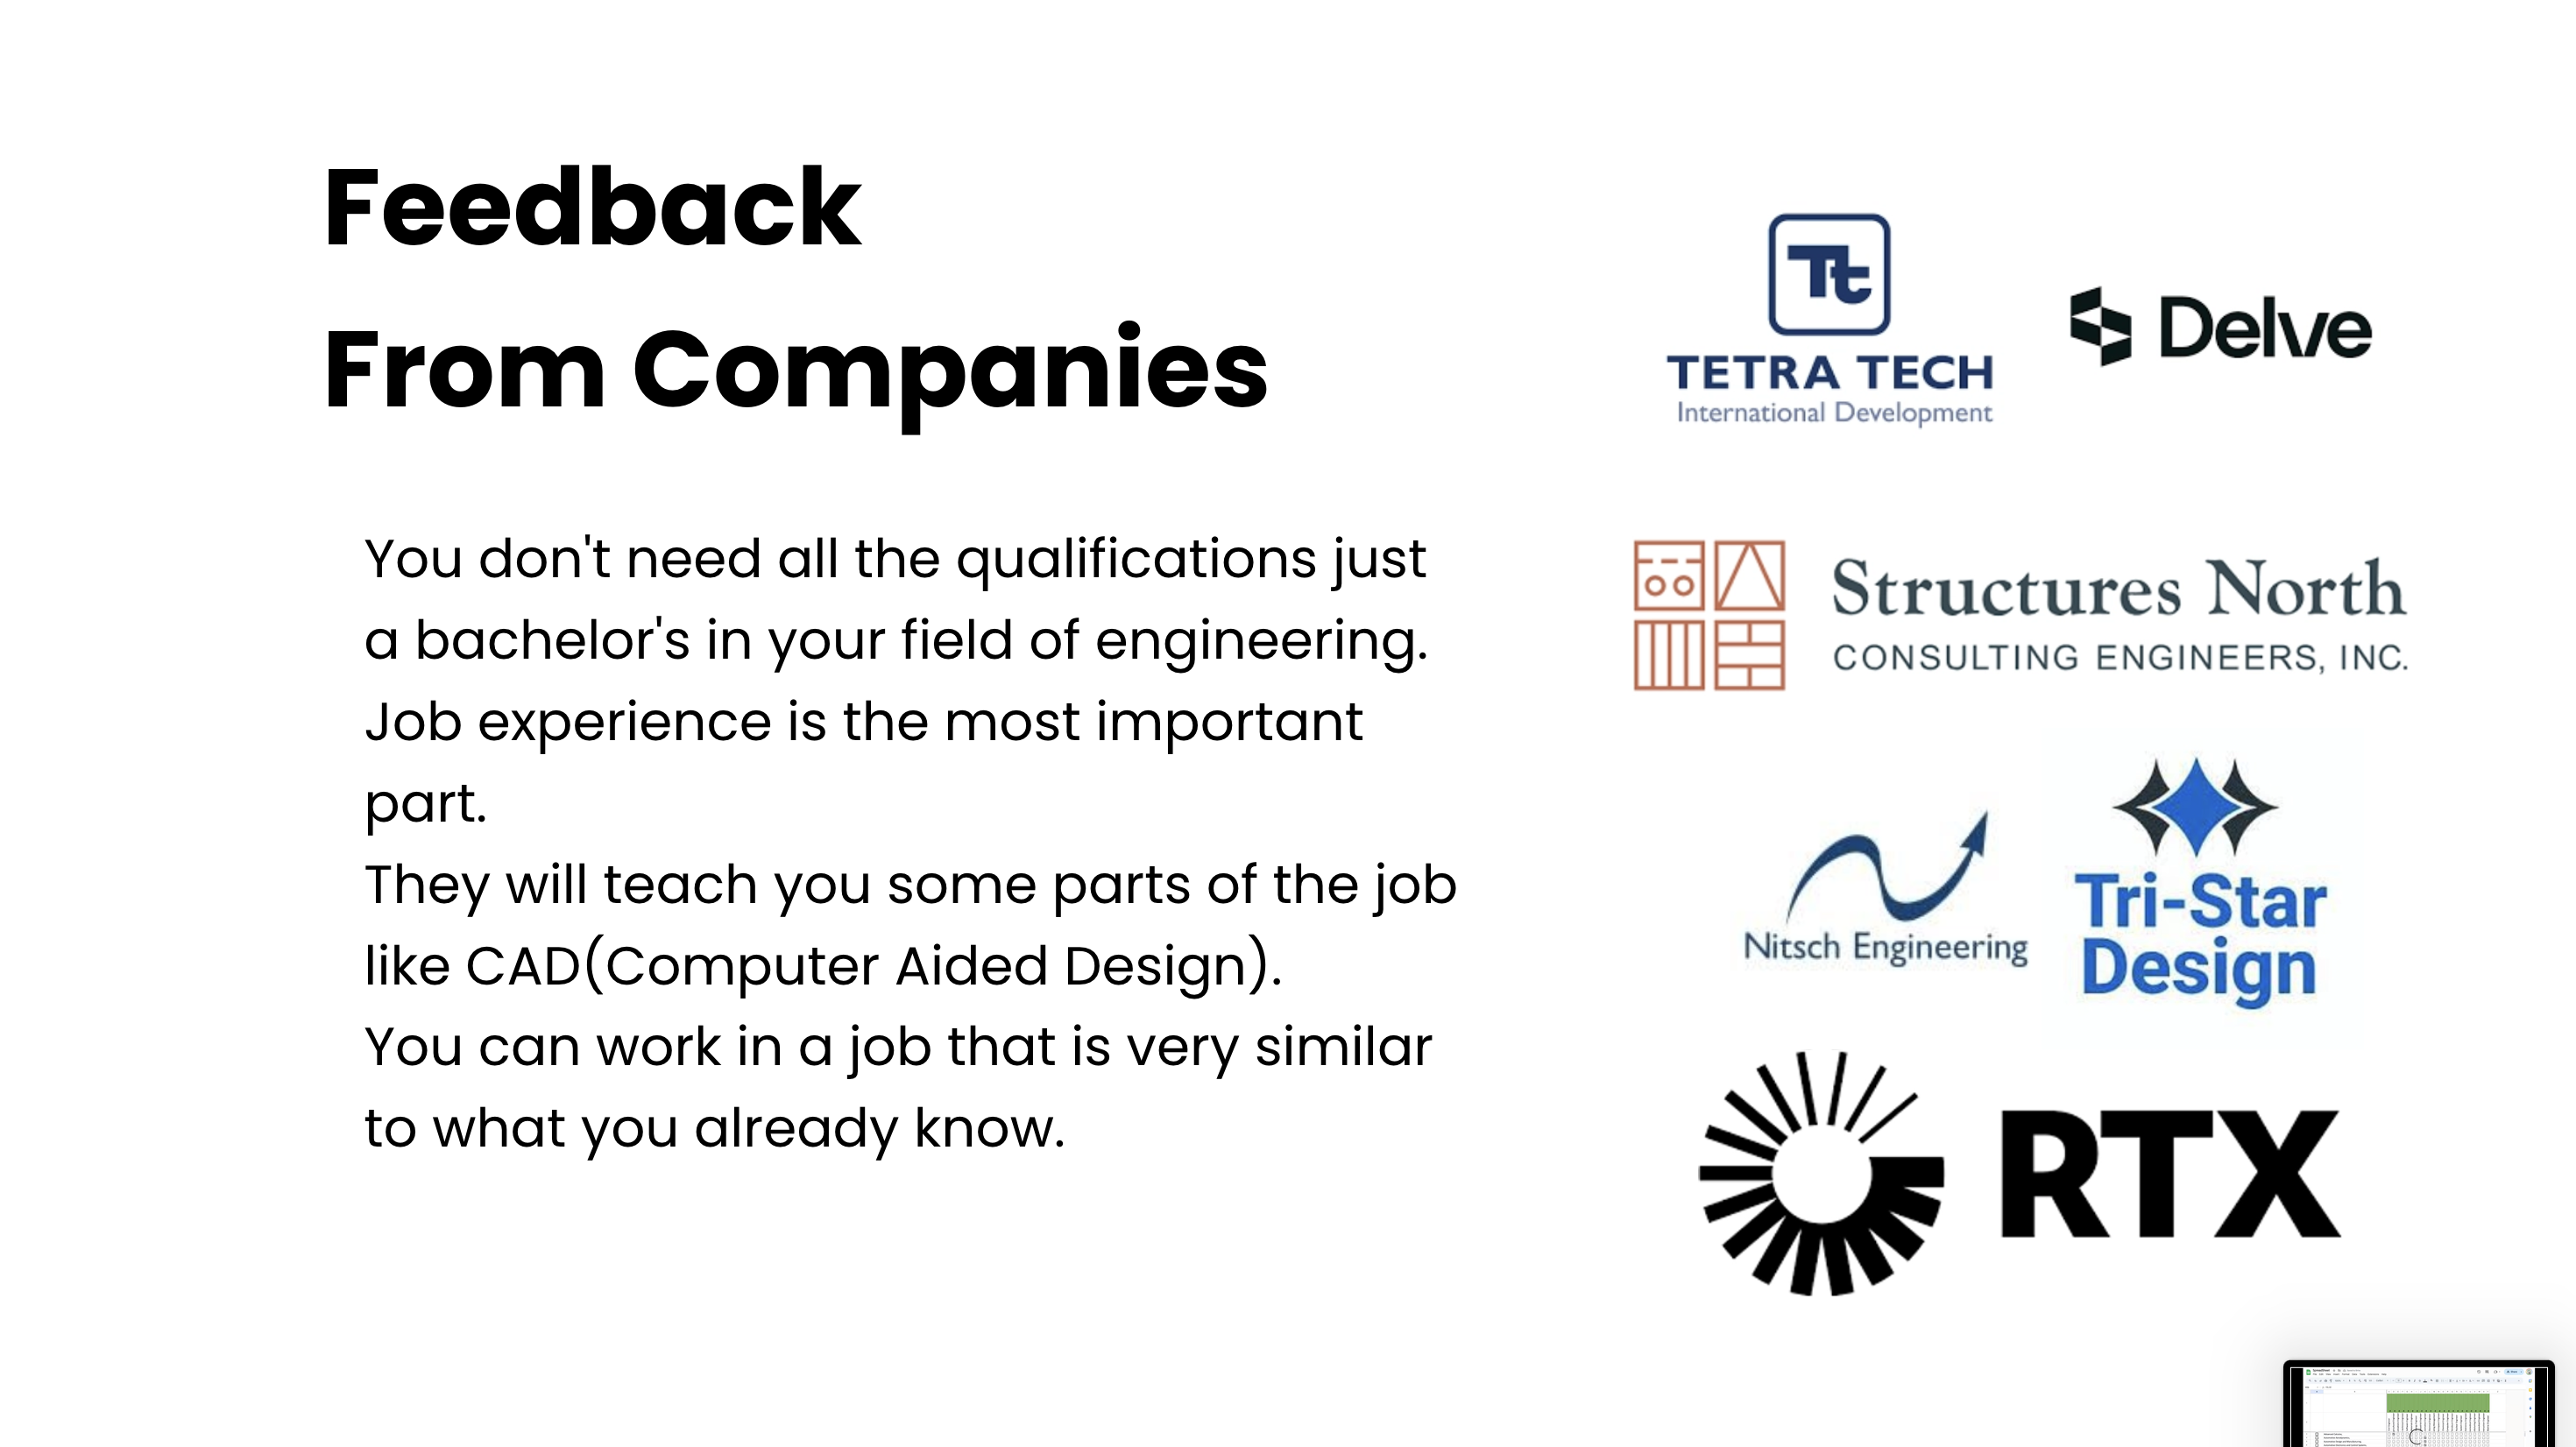 Feedback
From Companies
You don't need all the qualifications just
a bachelor's in your field of engineering.
Job experience is the most important
part.
They will teach you some parts of the job
like CAD(Computer Aided Design).
You can work in a job that is very similar
to what you already know.
Tt
TETRA TECH
International Development
Delve
Structures North
CONSULTING ENGINEERS, INC.
Nitsch Engineering
Tri-Star
Design
RTX